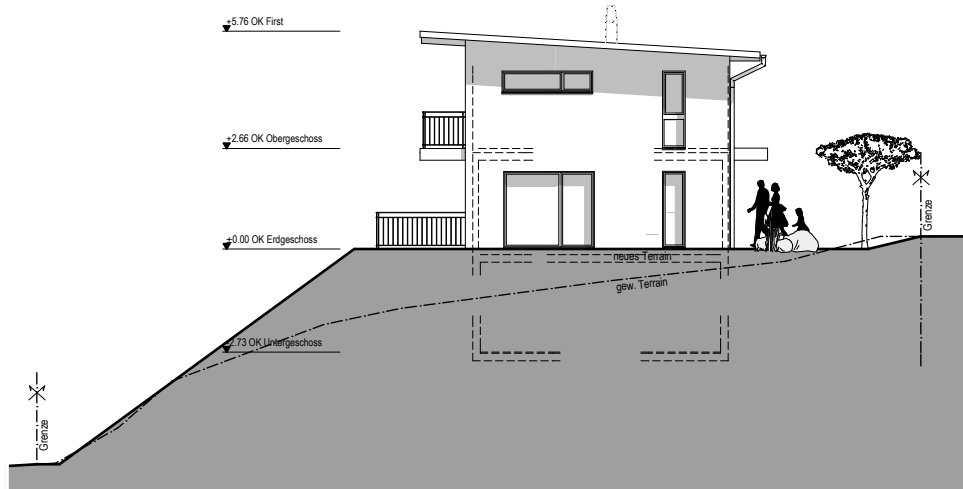 +5.76 OK First
+2.66 OK Obergeschoss
±0.00 OK Erdgeschoss
neues Terrain
gew. Terrain
-2.73 OK Untergeschoss
Grenze
Grenze